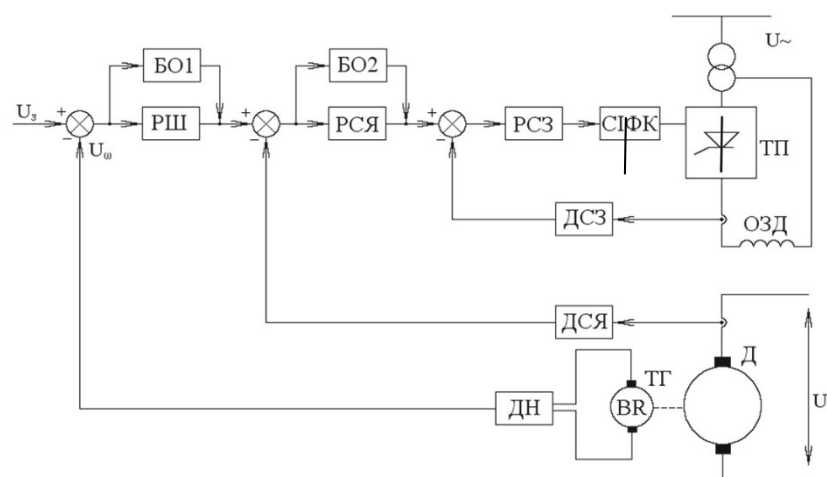 U~
БО1
БО2
Uз
+
РШ
+
РСЯ
+
РСЗ
СІФК
ТП
−
Uω
−
−
ДСЗ
ОЗД
ДСЯ
Д
ТГ
ДН
BR
U